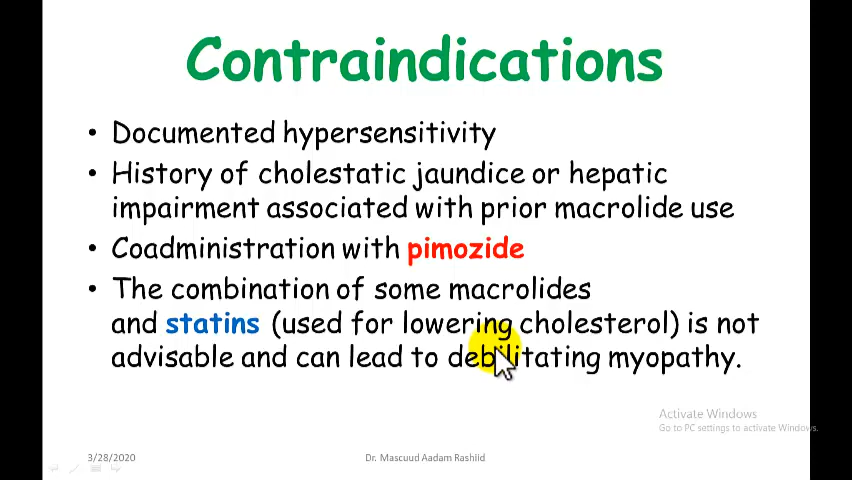 Contraindications
• Documented hypersensitivity
• History of cholestatic jaundice or hepatic
impairment associated with prior macrolide use
• Coadministration with pimozide
• The combination of some macrolides
and statins (used for lowering cholesterol) is not
advisable and can lead to debilitating myopathy.
Activate Windows
Go to PC settings to activate Windows.
3/28/2020
Dr. Mascuud Aadam Rashiid